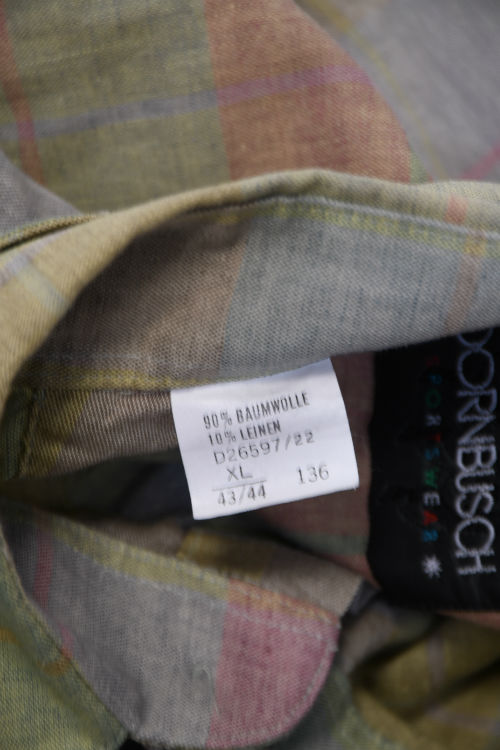 90% BAUMWOLLE
10% LEINEN
D26597/22
XL
43/44 136
DORNBUSCH
SPORTSWEAR